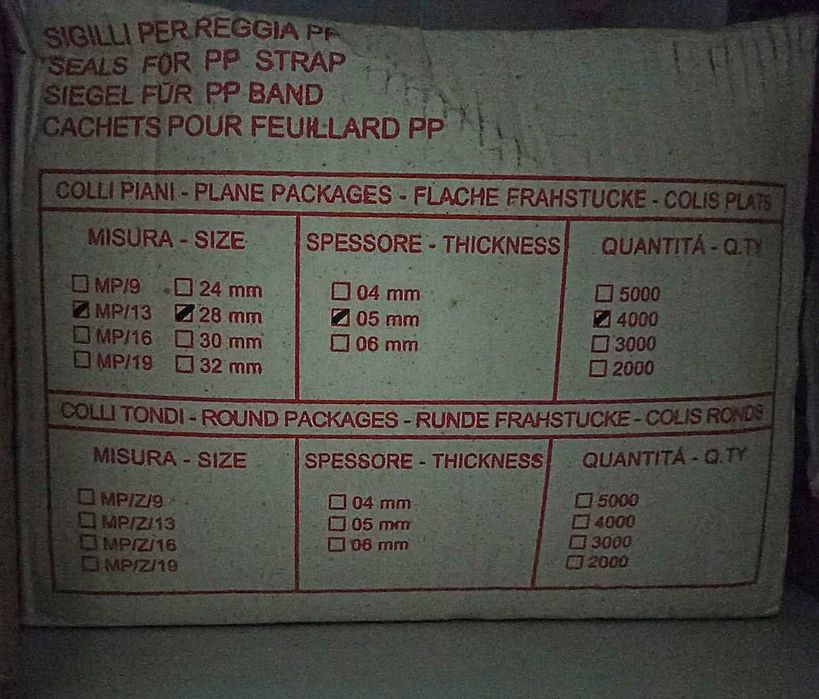 SIGILLI PER REGGIA PP
SEALS FOR PP STRAP
SIEGEL FÜR PP BAND
CACHETS POUR FEUILLARD PP
COLLI PIANI - PLANE PACKAGES - FLACHE FRAHSTUCKE - COLIS PLATS
MISURA - SIZE SPESSORE - THICKNESS QUANTITÁ - Q.TY
MP/9 24 mm 04 mm 5000
MP/13 28 mm 05 mm 4000
MP/16 30 mm 06 mm 3000
MP/19 32 mm 2000
COLLI TONDI - ROUND PACKAGES - RUNDE FRAHSTUCKE - COLIS RONDS
MISURA - SIZE SPESSORE - THICKNESS QUANTITÁ - Q.TY
MP/Z/9 04 mm 5000
MP/Z/13 05 mm 4000
MP/Z/16 06 mm 3000
MP/Z/19 2000